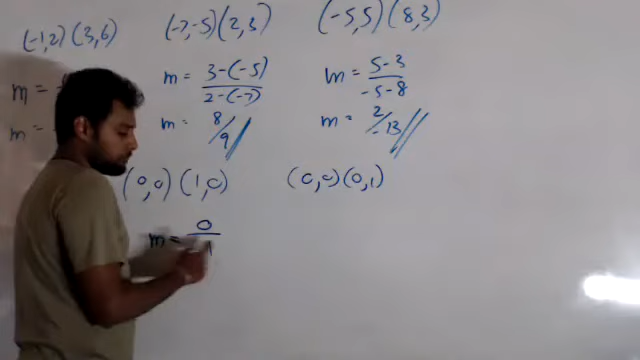 (-1,2)(3,6) (-7,-5)(2,3) (-5,5)(8,3)
m = m = 3-(-5) / 2-(-7) m = 5-3 / -5-8
m = m = 8/9 m = 2/-13
(0,0)(1,0) (0,0)(0,1)
m = 0 / 1